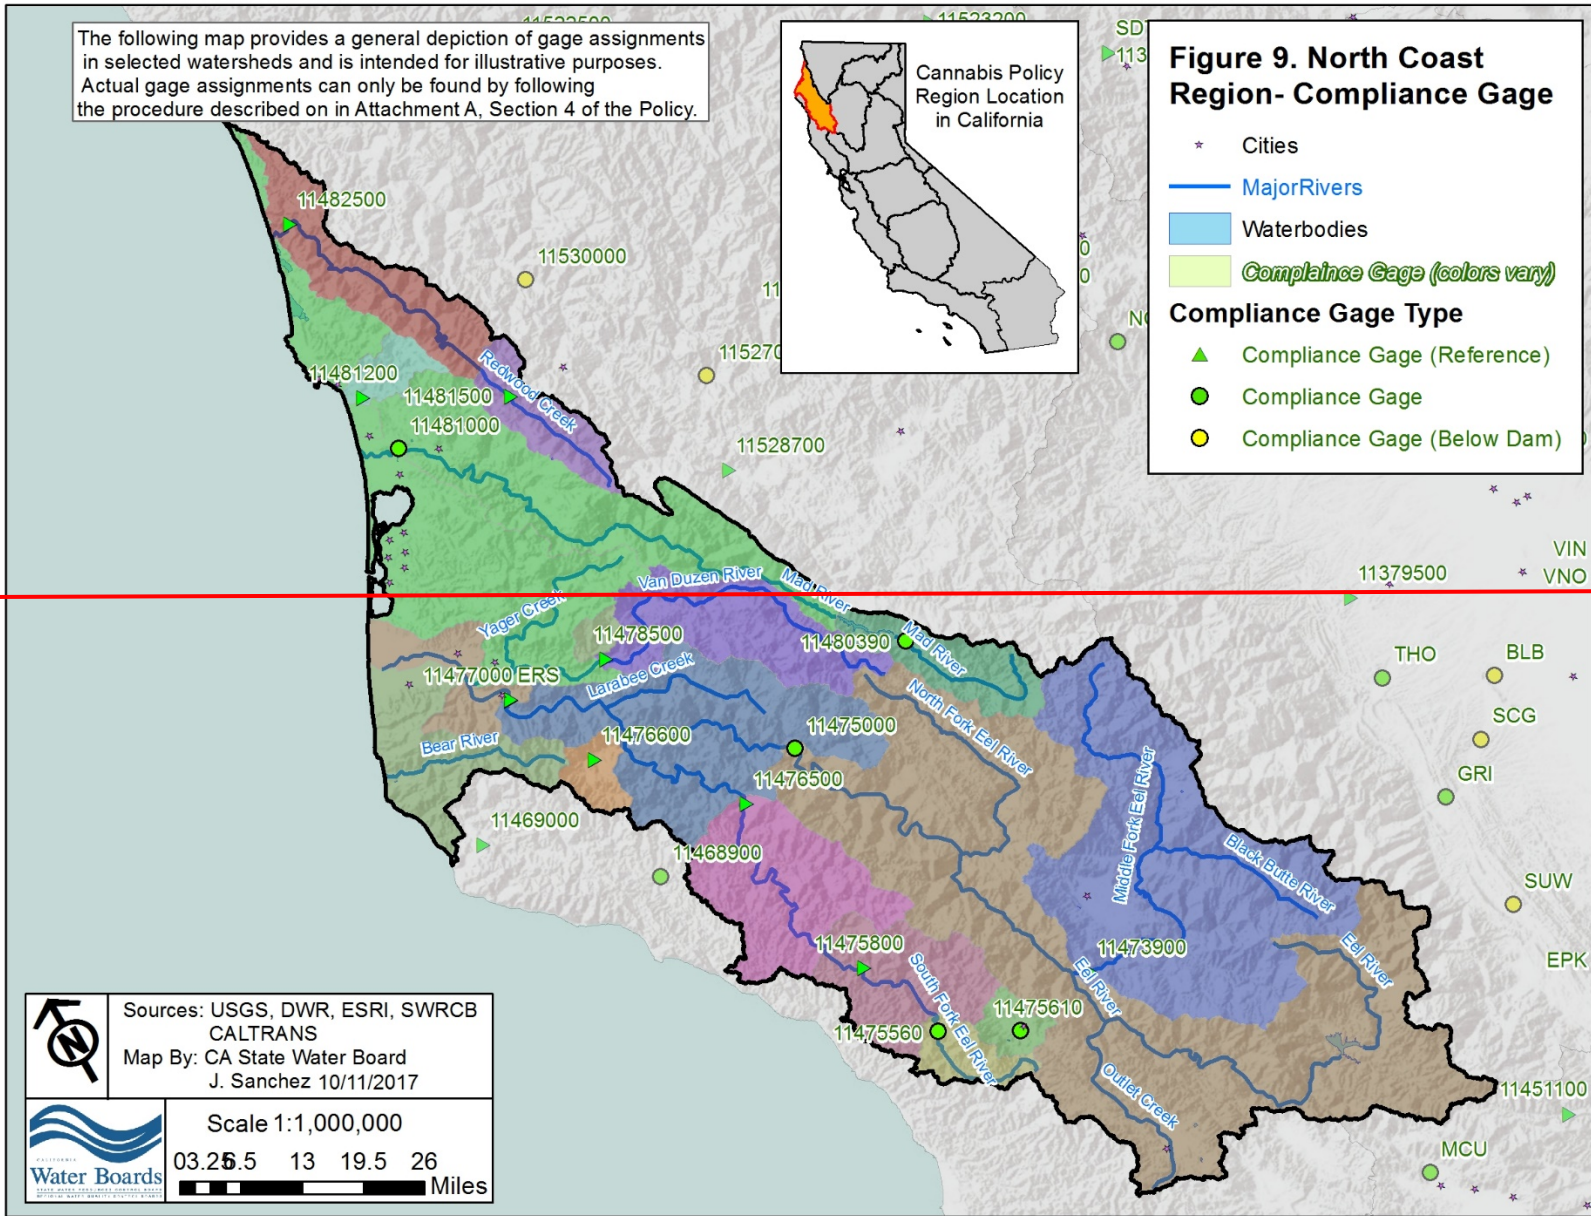 The following map provides a general depiction of gage assignments
in selected watersheds and is intended for illustrative purposes.
Actual gage assignments can only be found by following
the procedure described on in Attachment A, Section 4 of the Policy.
11523200
Cannabis Policy
Region Location
in California
Figure 9. North Coast
Region- Compliance Gage
Cities
MajorRivers
Waterbodies
Complaince Gage (colors vary)
Compliance Gage Type
Compliance Gage (Reference)
Compliance Gage
Compliance Gage (Below Dam)
11482500
11530000
11481200
11481500
11481000
Redwood Creek
11528700
VIN
VNO
11379500
Van Duzen River
Mad River
Yager Creek
11478500
11480390
Mad River
THO
BLB
11477000 ERS
Larabee Creek
North Fork Eel River
SCG
Bear River
11476600
11475000
11476500
GRI
Middle Fork Eel River
11469000
11468900
Black Butte River
SUW
11475800
11473900
Eel River
EPK
South Fork Eel River
Eel River
11475610
11475560
Outlet Creek
11451100
MCU
N
Sources: USGS, DWR, ESRI, SWRCB
CALTRANS
Map By: CA State Water Board
J. Sanchez 10/11/2017
CALIFORNIA
Water Boards
Scale 1:1,000,000
0 3.25 6.5 13 19.5 26
Miles